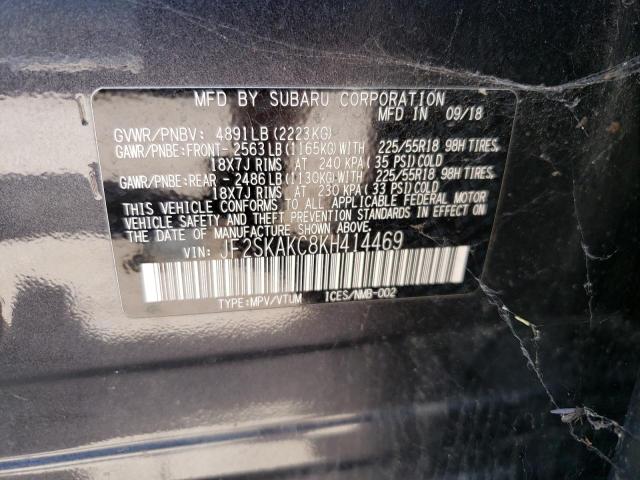 MFD BY SUBARU CORPORATION
MFD IN 09/18
GVWR/PNBV: 4891LB(2223KG)
GAWR/PNBE:FRONT- 2563LB(1165KG)WITH 225/55R18 98H TIRES,
18X7J RIMS AT 240 KPA(35 PSI)COLD
GAWR/PNBE:REAR - 2486LB(1130KG)WITH 225/55R18 98H TIRES,
18X7J RIMS AT 230 KPA(33 PSI)COLD
THIS VEHICLE CONFORMS TO ALL APPLICABLE FEDERAL MOTOR
VEHICLE SAFETY AND THEFT PREVENTION STANDARDS IN EFFECT
ON THE DATE OF MANUFACTURE SHOWN ABOVE.
VIN: JF2SKAKC8KH414469
TYPE:MPV/VTUM ICES/NMB-002